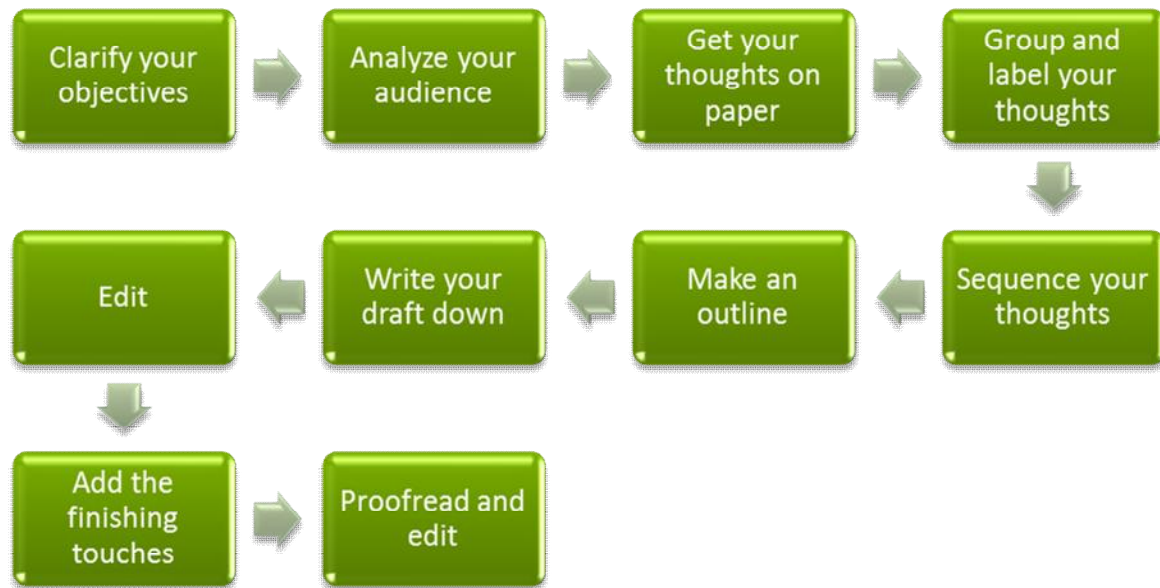 Clarify your
objectives
Analyze your
audience
Get your
thoughts on
paper
Group and
label your
thoughts
Sequence your
thoughts
Make an
outline
Write your
draft down
Edit
Add the
finishing
touches
Proofread and
edit